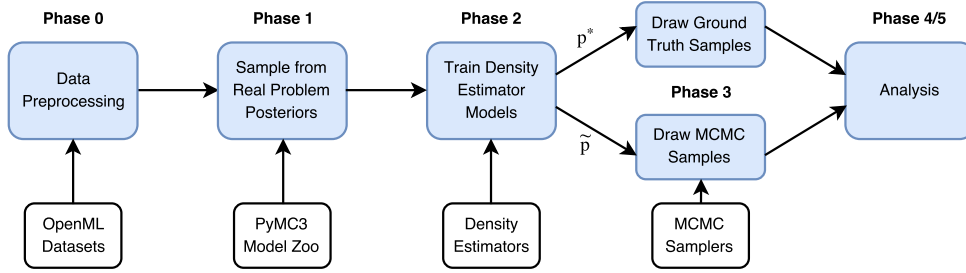 Phase 0
Data
Preprocessing
OpenML
Datasets
Phase 1
Sample from
Real Problem
Posteriors
PyMC3
Model Zoo
Phase 2
Train Density
Estimator
Models
Density
Estimators
p*
Draw Ground
Truth Samples
p̃
Phase 3
Draw MCMC
Samples
MCMC
Samplers
Phase 4/5
Analysis